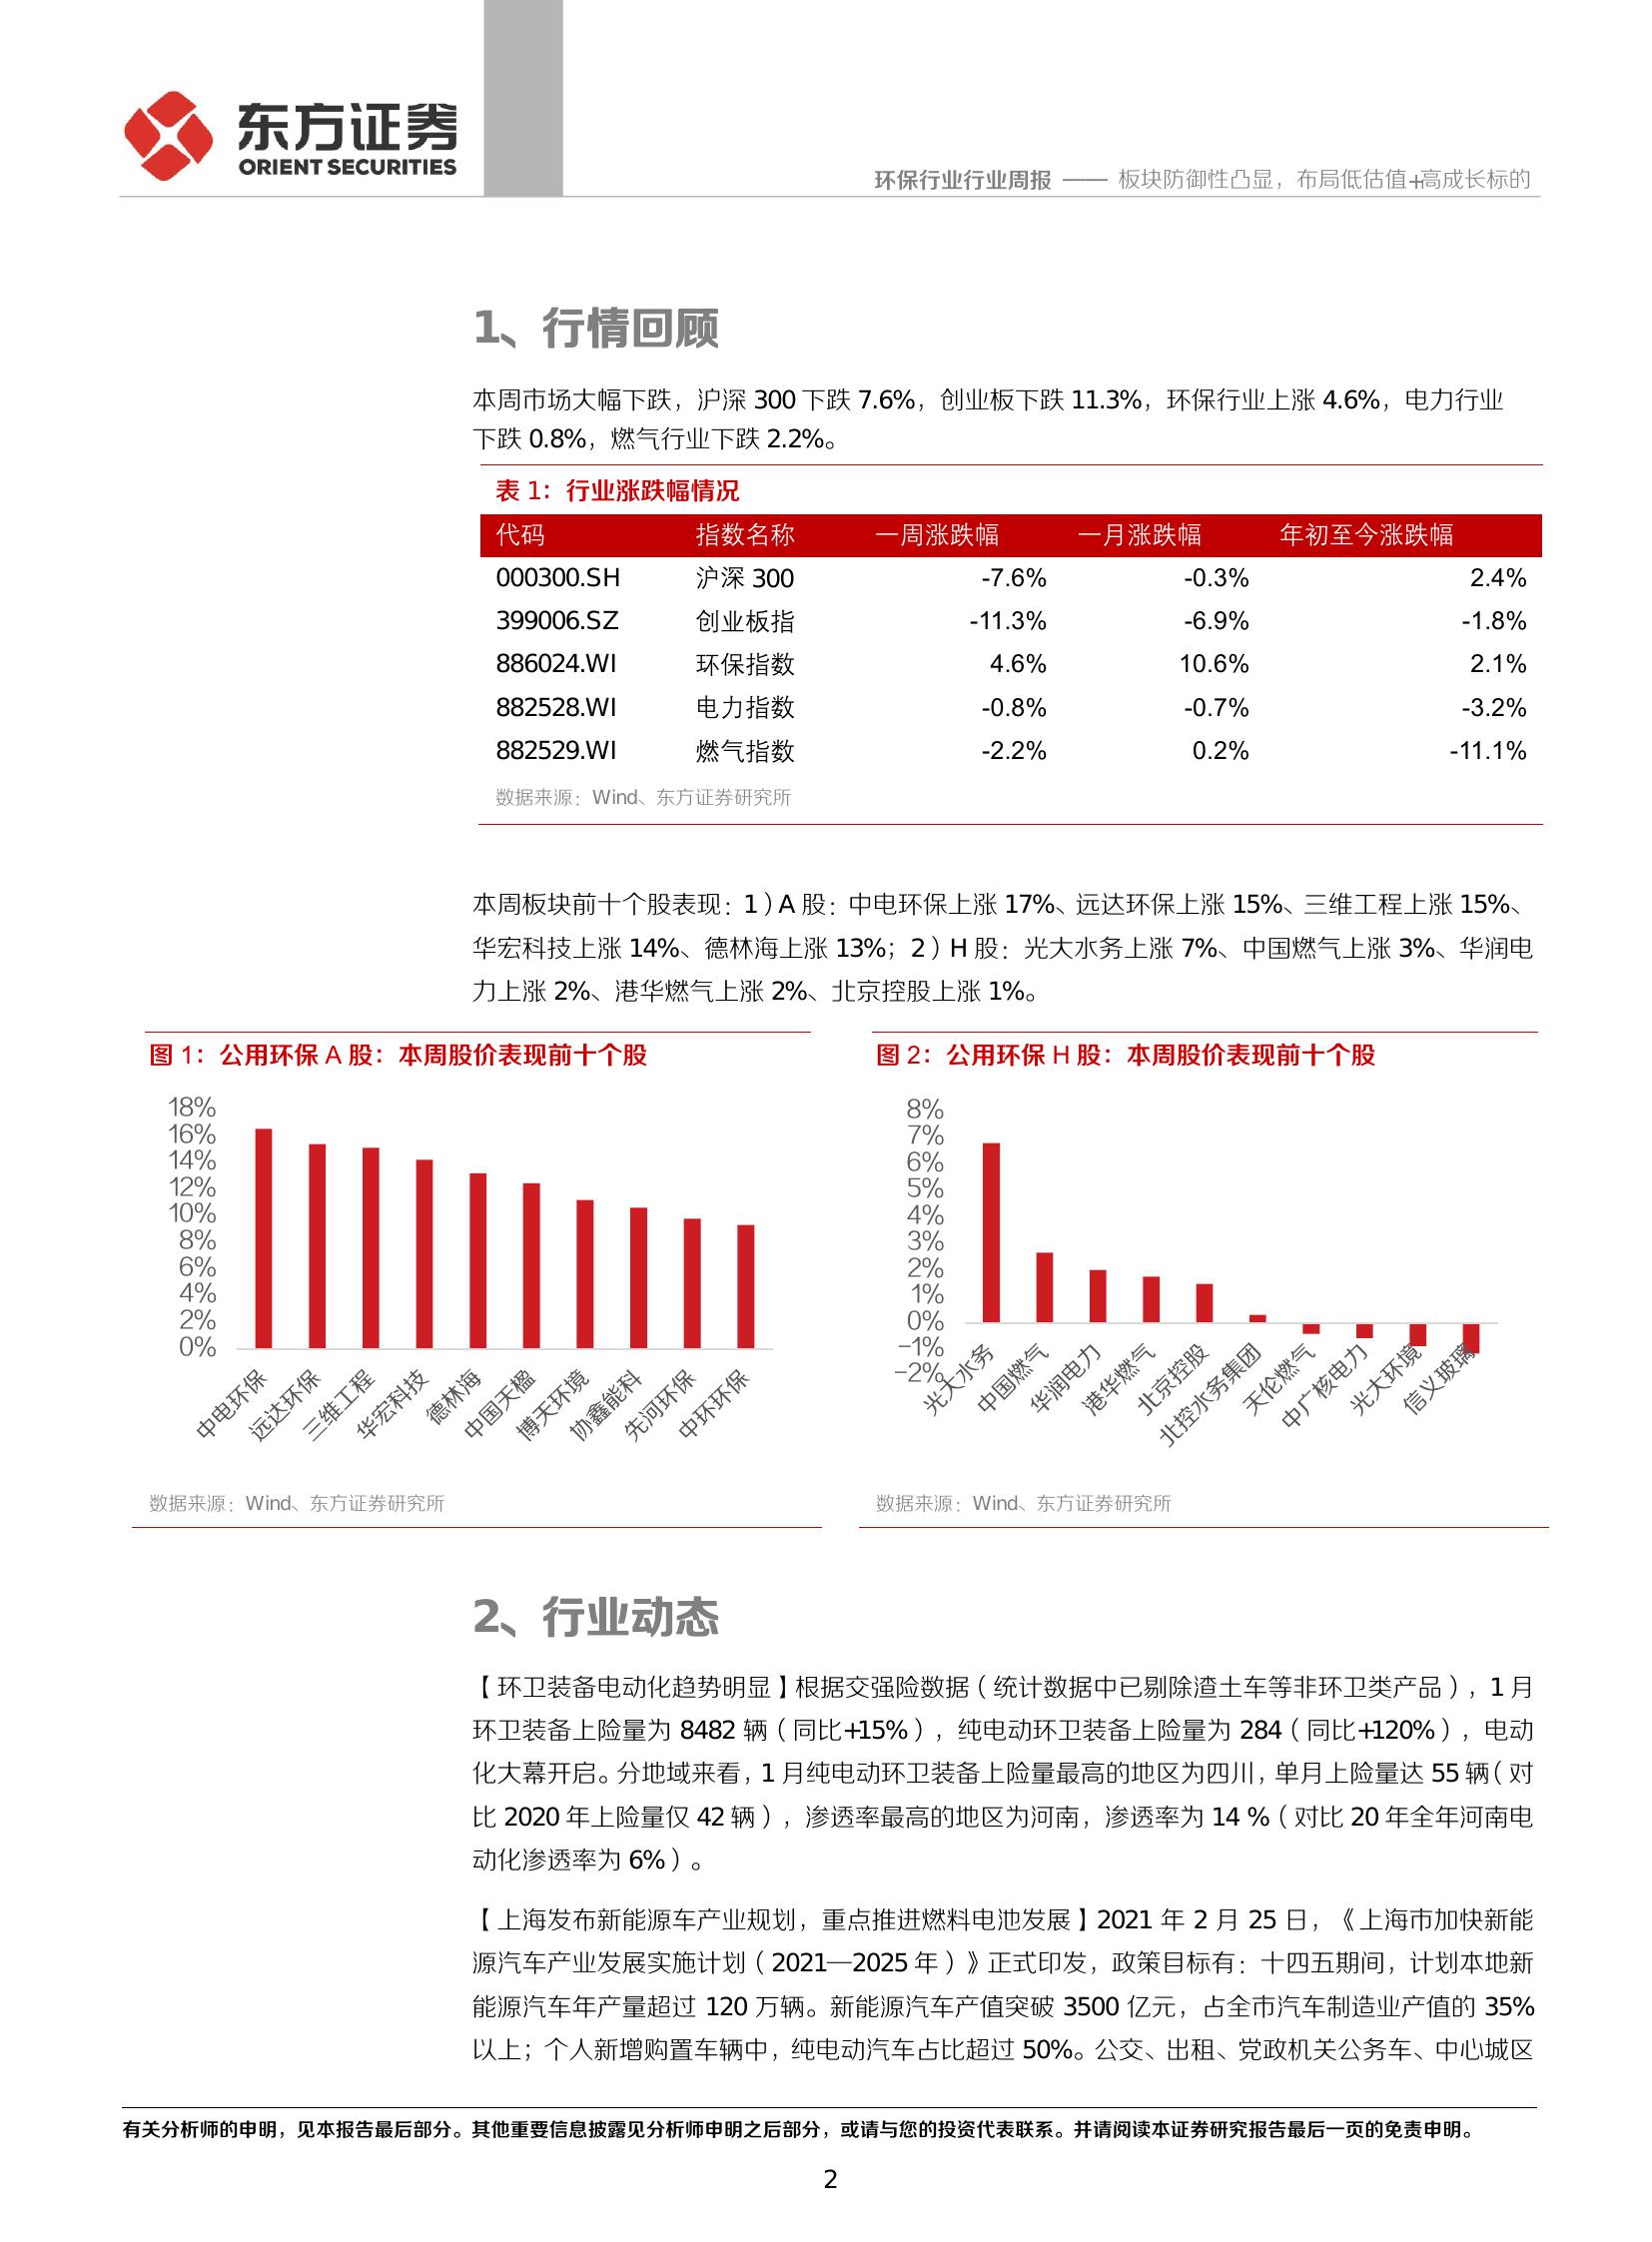 东方证券
ORIENT SECURITIES
环保行业行业周报 —— 板块防御性凸显，布局低估值+高成长标的
1、行情回顾
本周市场大幅下跌，沪深 300 下跌 7.6%，创业板下跌 11.3%，环保行业上涨 4.6%，电力行业
下跌 0.8%，燃气行业下跌 2.2%。
表 1：行业涨跌幅情况
代码 指数名称 一周涨跌幅 一月涨跌幅 年初至今涨跌幅
000300.SH 沪深 300 -7.6% -0.3% 2.4%
399006.SZ 创业板指 -11.3% -6.9% -1.8%
886024.WI 环保指数 4.6% 10.6% 2.1%
882528.WI 电力指数 -0.8% -0.7% -3.2%
882529.WI 燃气指数 -2.2% 0.2% -11.1%
数据来源：Wind、东方证券研究所
本周板块前十个股表现：1）A 股：中电环保上涨 17%、远达环保上涨 15%、三维工程上涨 15%、
华宏科技上涨 14%、德林海上涨 13%；2）H 股：光大水务上涨 7%、中国燃气上涨 3%、华润电
力上涨 2%、港华燃气上涨 2%、北京控股上涨 1%。
图 1：公用环保 A 股：本周股价表现前十个股
18%
16%
14%
12%
10%
8%
6%
4%
2%
0%
中电环保 远达环保 三维工程 华宏科技 德林海 中国天楹 博天环境 协鑫能科 先河环保 中环环保
数据来源：Wind、东方证券研究所
图 2：公用环保 H 股：本周股价表现前十个股
8%
7%
6%
5%
4%
3%
2%
1%
0%
-1%
-2%
光大水务 中国燃气 华润电力 港华燃气 北京控股 北控水务集团 天伦燃气 中广核电力 光大环境 信义玻璃
数据来源：Wind、东方证券研究所
2、行业动态
【环卫装备电动化趋势明显】根据交强险数据（统计数据中已剔除渣土车等非环卫类产品），1 月
环卫装备上险量为 8482 辆（同比+15%），纯电动环卫装备上险量为 284（同比+120%），电动
化大幕开启。分地域来看，1 月纯电动环卫装备上险量最高的地区为四川，单月上险量达 55 辆（对
比 2020 年上险量仅 42 辆），渗透率最高的地区为河南，渗透率为 14 %（对比 20 年全年河南电
动化渗透率为 6%）。
【上海发布新能源车产业规划，重点推进燃料电池发展】2021 年 2 月 25 日，《上海市加快新能
源汽车产业发展实施计划（2021—2025 年）》正式印发，政策目标有：十四五期间，计划本地新
能源汽车年产量超过 120 万辆。新能源汽车产值突破 3500 亿元，占全市汽车制造业产值的 35%
以上；个人新增购置车辆中，纯电动汽车占比超过 50%。公交、出租、党政机关公务车、中心城区
有关分析师的申明，见本报告最后部分。其他重要信息披露见分析师申明之后部分，或请与您的投资代表联系。并请阅读本证券研究报告最后一页的免责申明。
2